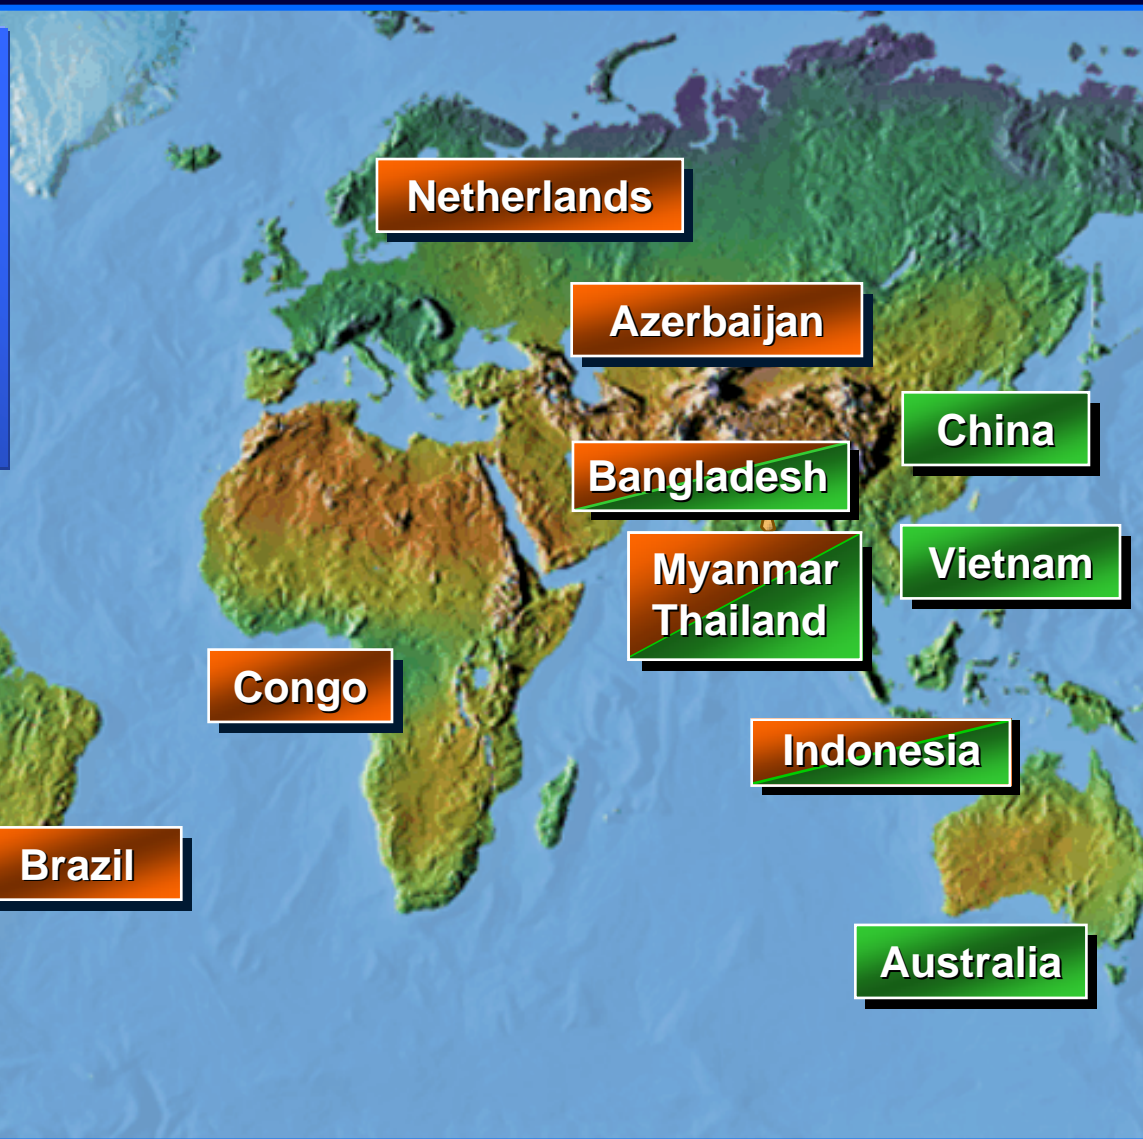 Netherlands
Azerbaijan
China
Bangladesh
Vietnam
Myanmar
Thailand
Congo
Indonesia
Brazil
Australia